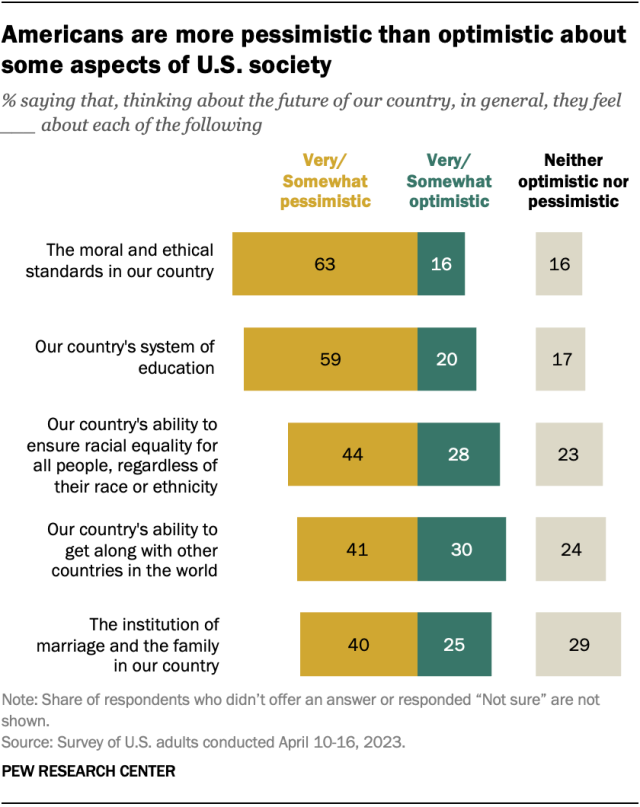 Americans are more pessimistic than optimistic about
some aspects of U.S. society
% saying that, thinking about the future of our country, in general, they feel
___ about each of the following
Very/
Somewhat
pessimistic
Very/
Somewhat
optimistic
Neither
optimistic nor
pessimistic
The moral and ethical
standards in our country
63
16
16
Our country's system of
education
59
20
17
Our country's ability to
ensure racial equality for
all people, regardless of
their race or ethnicity
44
28
23
Our country's ability to
get along with other
countries in the world
41
30
24
The institution of
marriage and the family
in our country
40
25
29
Note: Share of respondents who didn’t offer an answer or responded “Not sure” are not
shown.
Source: Survey of U.S. adults conducted April 10-16, 2023.
PEW RESEARCH CENTER